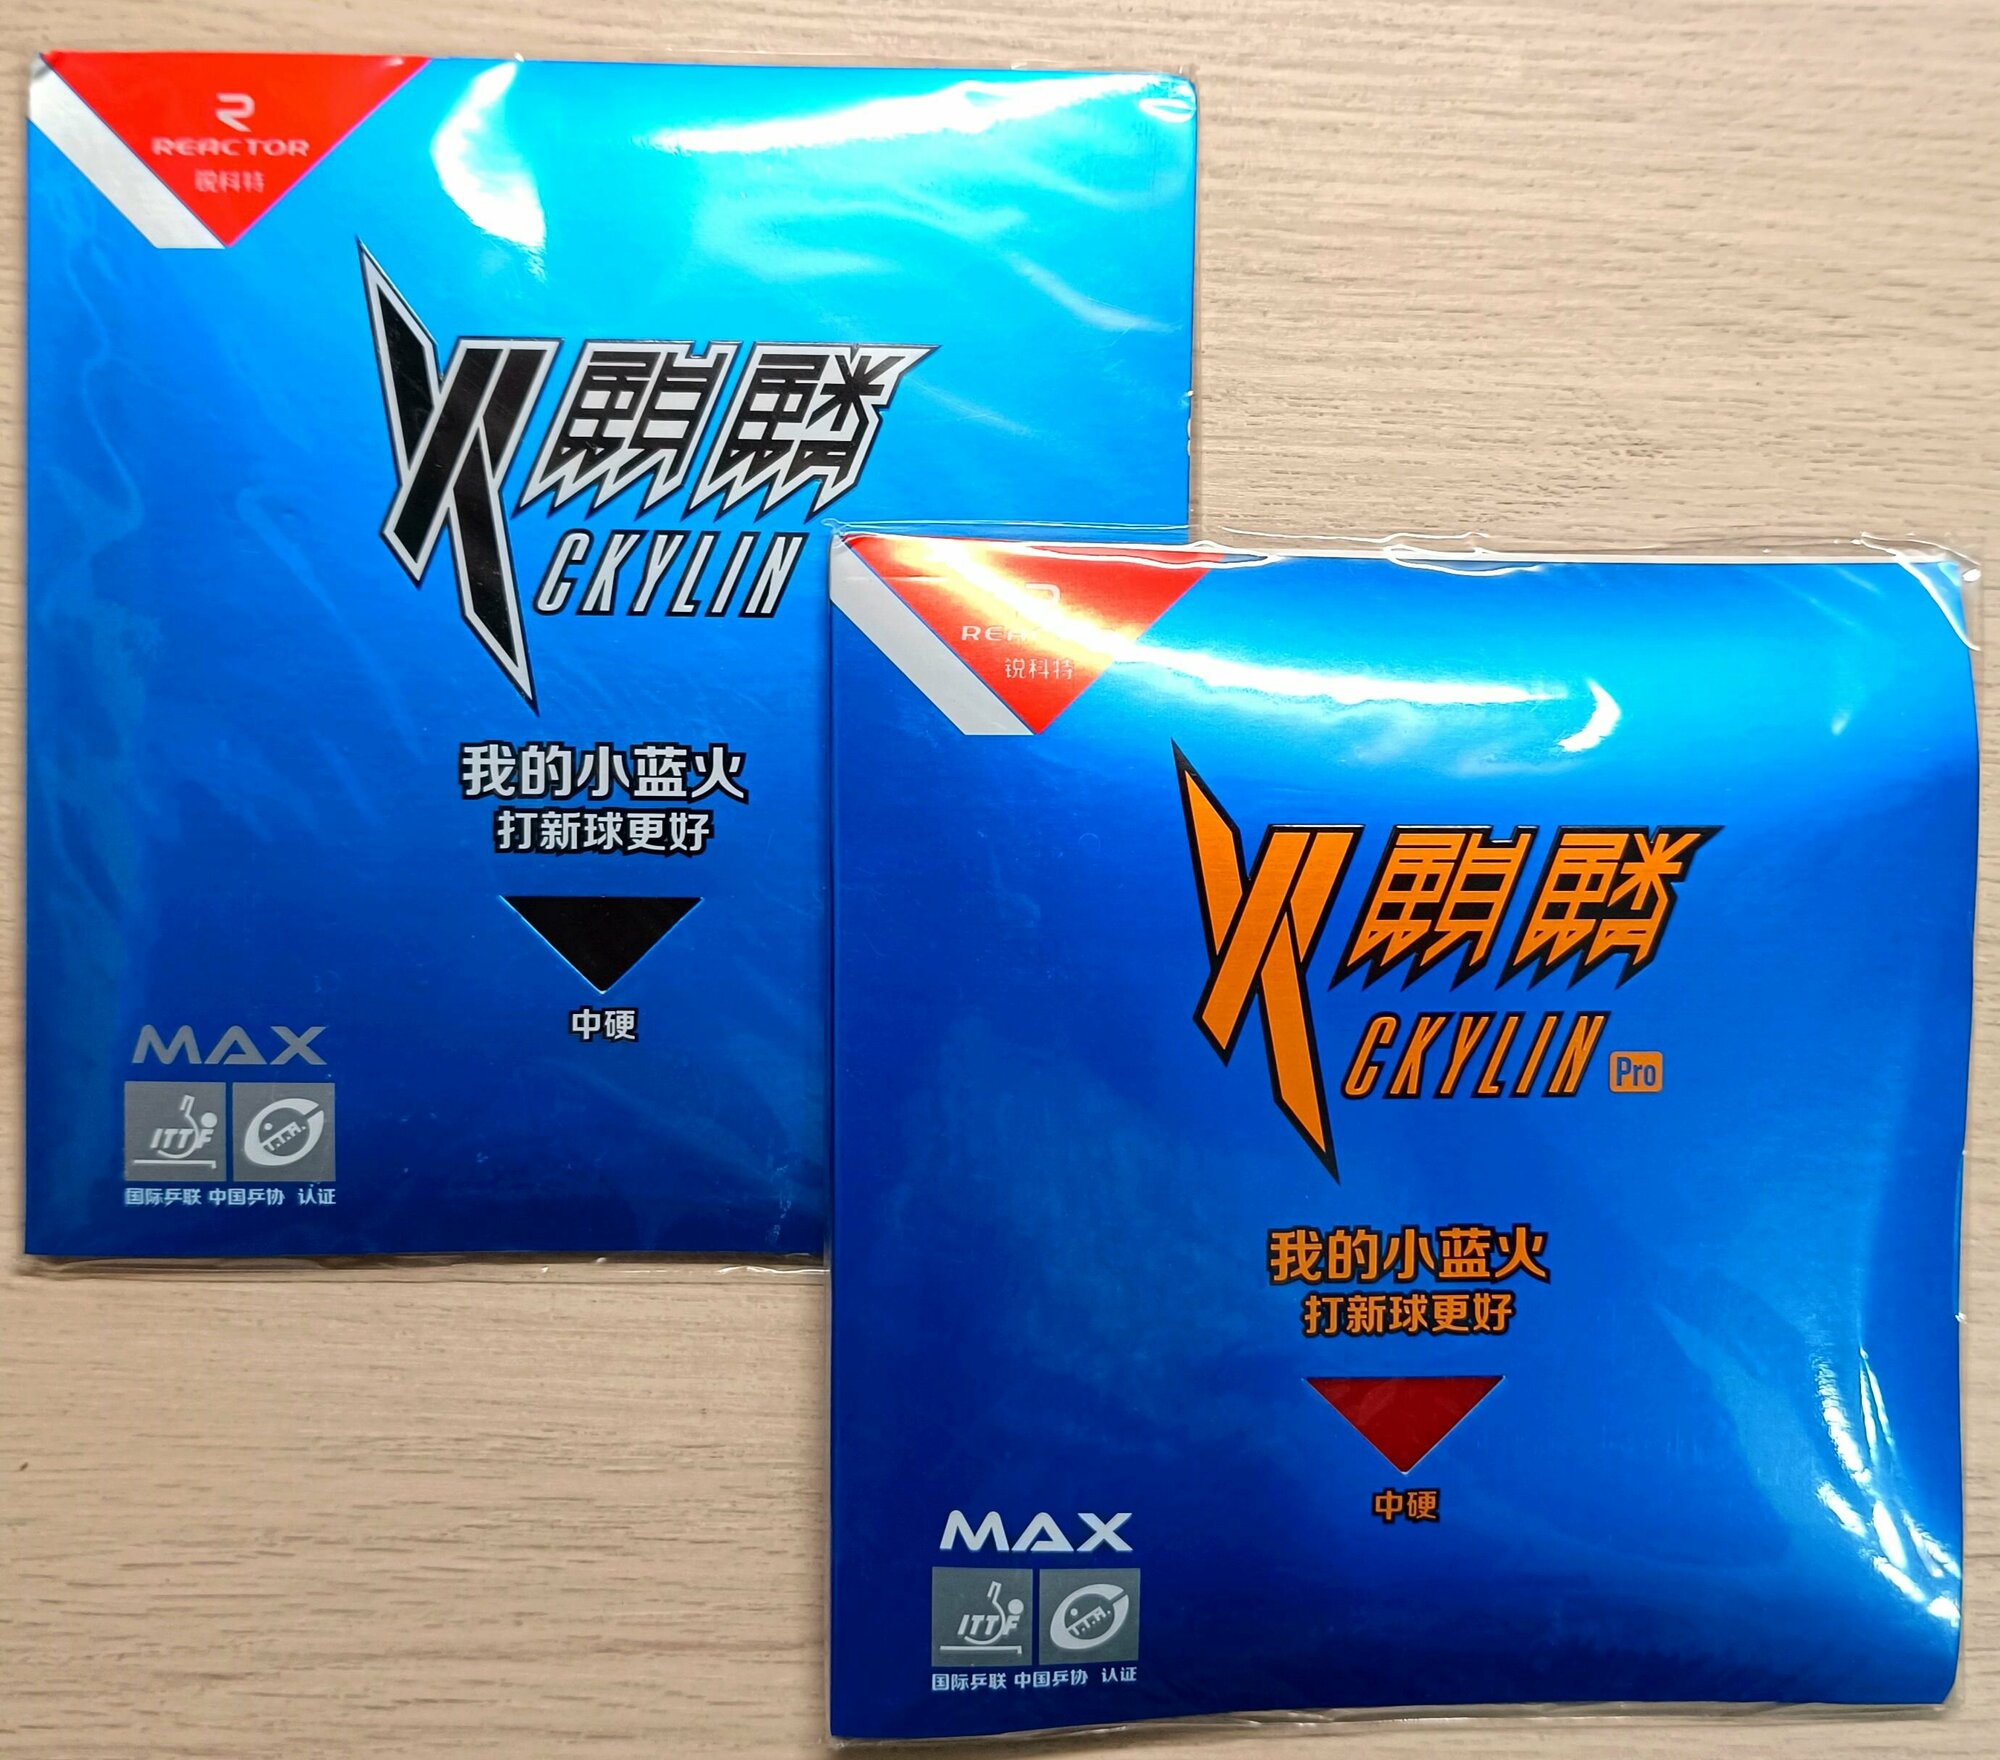 REACTOR
锐科特
火麒麟
CKYLIN
我的小蓝火
打新球更好
中硬
MAX
ITTF
C.T.T.A.
国际乒联 中国乒协 认证
锐科特
火麒麟
CKYLIN Pro
我的小蓝火
打新球更好
中硬
MAX
ITTF
C.T.T.A.
国际乒联 中国乒协 认证